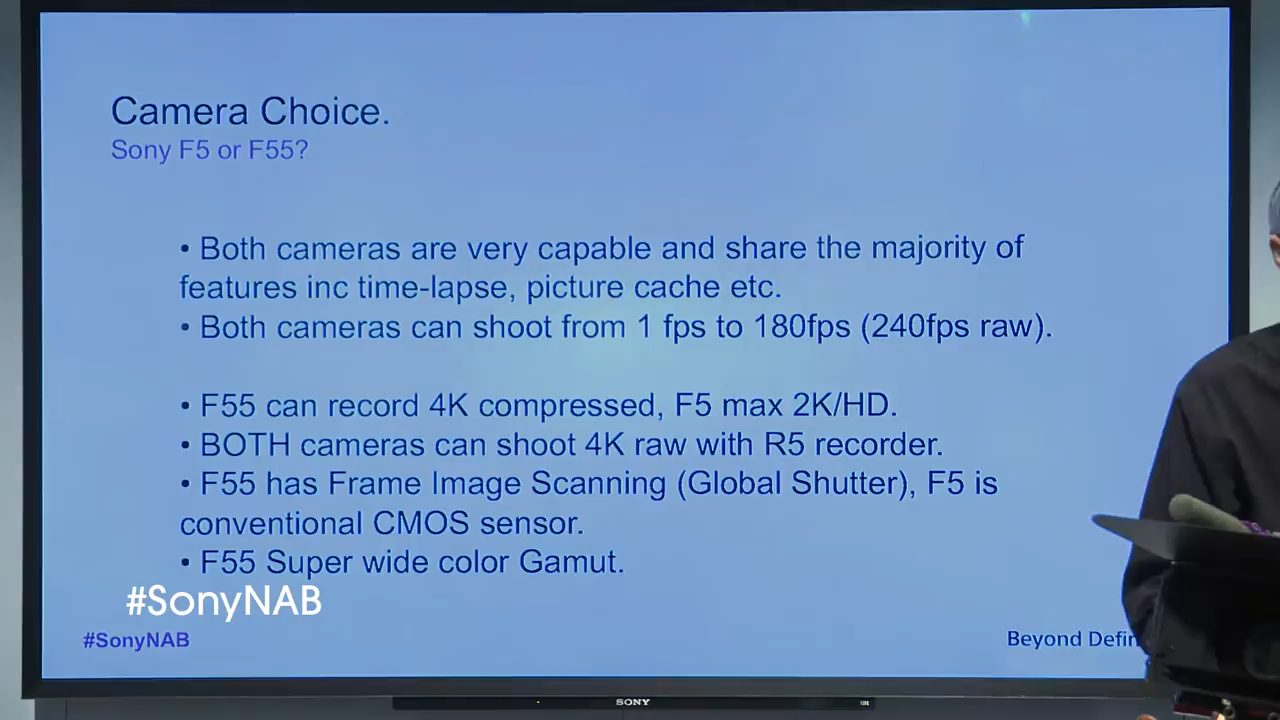 Camera Choice.
Sony F5 or F55?
• Both cameras are very capable and share the majority of
features inc time-lapse, picture cache etc.
• Both cameras can shoot from 1 fps to 180fps (240fps raw).
• F55 can record 4K compressed, F5 max 2K/HD.
• BOTH cameras can shoot 4K raw with R5 recorder.
• F55 has Frame Image Scanning (Global Shutter), F5 is
conventional CMOS sensor.
• F55 Super wide color Gamut.
#SonyNAB
#SonyNAB
Beyond Defin
SONY